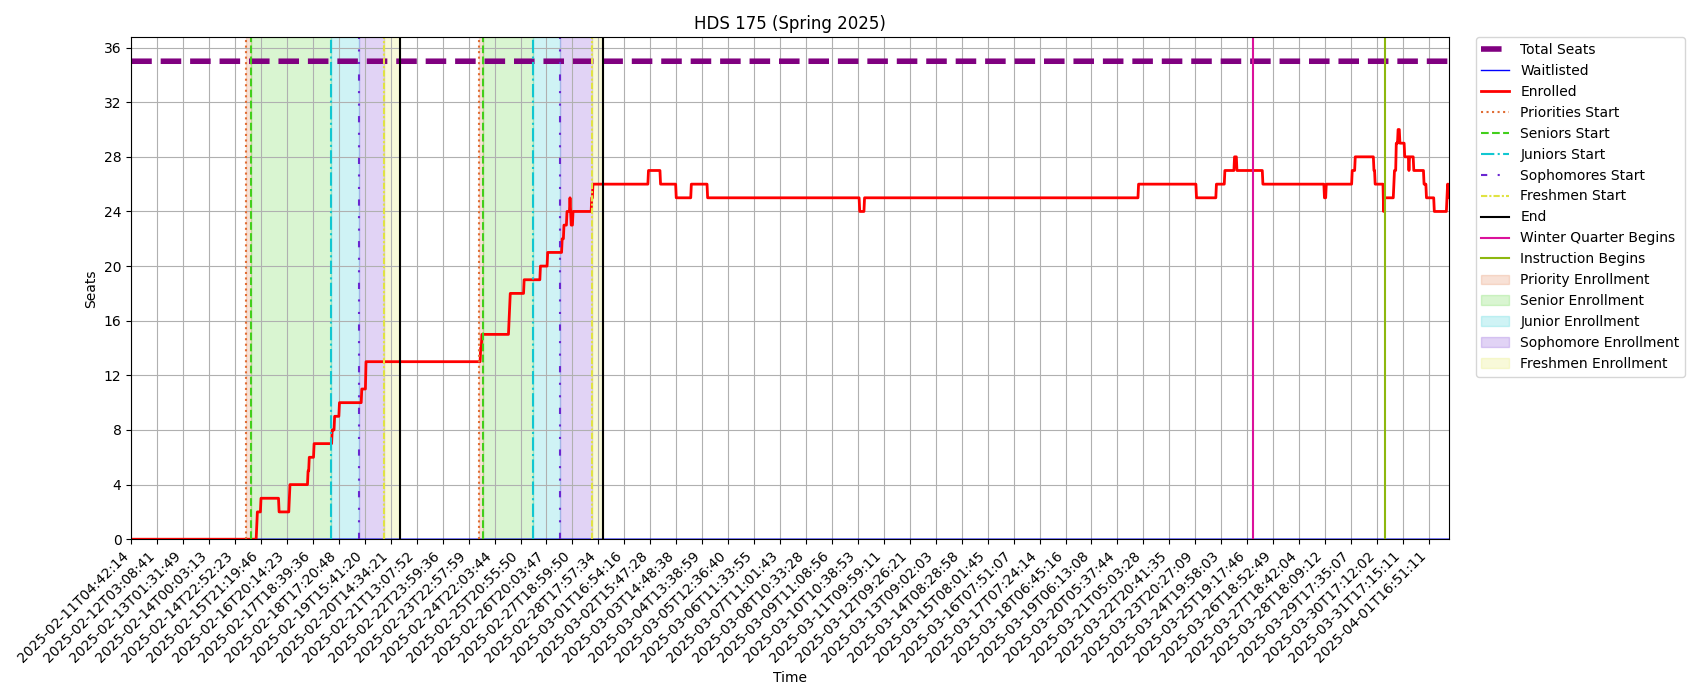 HDS 175 (Spring 2025)
Seats
36
32
28
24
20
16
12
8
4
0
2025-02-11T04:42:14
2025-02-12T03:08:41
2025-02-13T01:31:49
2025-02-14T00:03:13
2025-02-14T22:52:23
2025-02-15T21:19:46
2025-02-16T20:14:23
2025-02-17T18:39:36
2025-02-18T17:20:48
2025-02-19T15:41:20
2025-02-20T14:34:21
2025-02-21T13:07:52
2025-02-22T23:59:36
2025-02-23T22:57:59
2025-02-24T22:03:44
2025-02-25T20:55:50
2025-02-26T20:03:47
2025-02-27T18:59:50
2025-02-28T17:57:34
2025-03-01T16:54:16
2025-03-02T15:47:28
2025-03-03T14:48:38
2025-03-04T13:38:59
2025-03-05T12:36:40
2025-03-06T11:33:55
2025-03-07T11:01:43
2025-03-08T10:33:28
2025-03-09T11:08:56
2025-03-10T10:38:53
2025-03-11T09:59:11
2025-03-12T09:26:21
2025-03-13T09:02:03
2025-03-14T08:28:58
2025-03-15T08:01:45
2025-03-16T07:51:07
2025-03-17T07:24:14
2025-03-18T06:45:16
2025-03-19T06:13:08
2025-03-20T05:37:44
2025-03-21T05:03:28
2025-03-22T20:41:35
2025-03-23T20:27:09
2025-03-24T19:58:03
2025-03-25T19:17:46
2025-03-26T18:52:49
2025-03-27T18:42:04
2025-03-28T18:09:12
2025-03-29T17:35:07
2025-03-30T17:12:02
2025-03-31T17:15:11
2025-04-01T16:51:11
Time
Total Seats
Waitlisted
Enrolled
Priorities Start
Seniors Start
Juniors Start
Sophomores Start
Freshmen Start
End
Winter Quarter Begins
Instruction Begins
Priority Enrollment
Senior Enrollment
Junior Enrollment
Sophomore Enrollment
Freshmen Enrollment